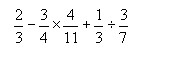 2/3 − 3/4 × 4/11 + 1/3 ÷ 3/7